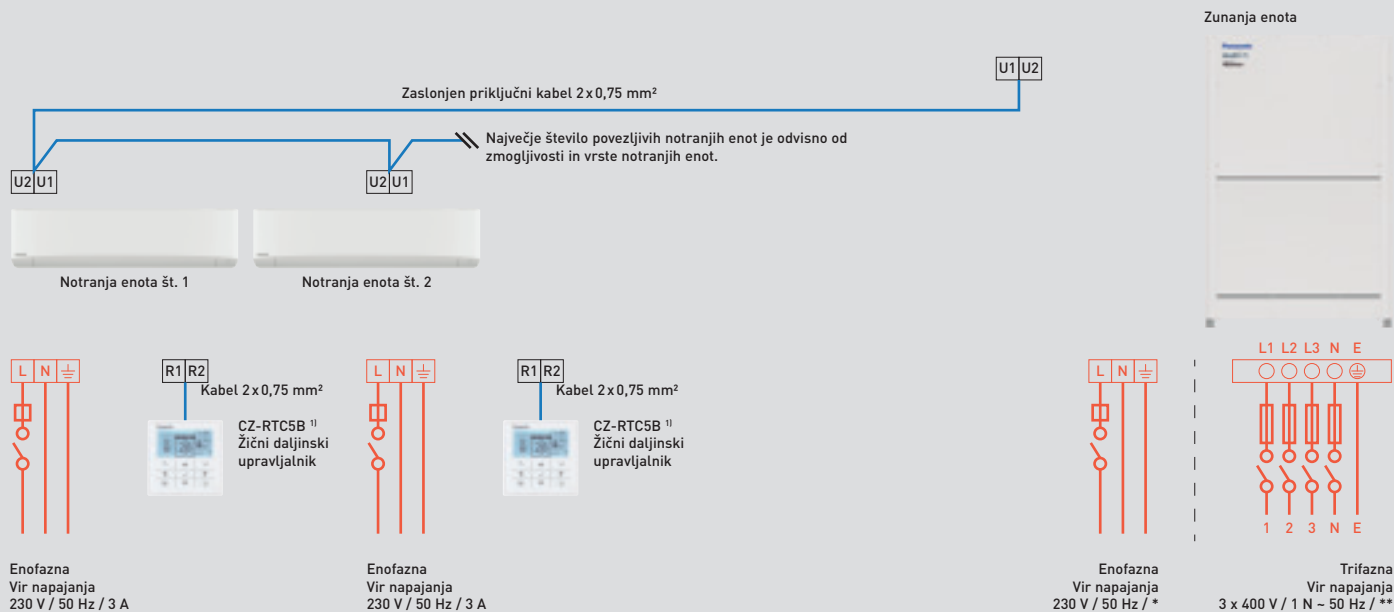 Zunanja enota
Panasonic
U1 U2
Zaslonjen priključni kabel 2 x 0,75 mm²
Največje število povezljivih notranjih enot je odvisno od
zmogljivosti in vrste notranjih enot.
U2 U1
U2 U1
Notranja enota št. 1
Notranja enota št. 2
L N
R1 R2
Kabel 2 x 0,75 mm²
CZ-RTC5B ¹⁾
Žični daljinski
upravljalnik
L N
R1 R2
Kabel 2 x 0,75 mm²
CZ-RTC5B ¹⁾
Žični daljinski
upravljalnik
L N
L1 L2 L3 N E
1 2 3 N E
Enofazna
Vir napajanja
230 V / 50 Hz / 3 A
Enofazna
Vir napajanja
230 V / 50 Hz / 3 A
Enofazna
Vir napajanja
230 V / 50 Hz / *
Trifazna
Vir napajanja
3 x 400 V / 1 N ~ 50 Hz / **